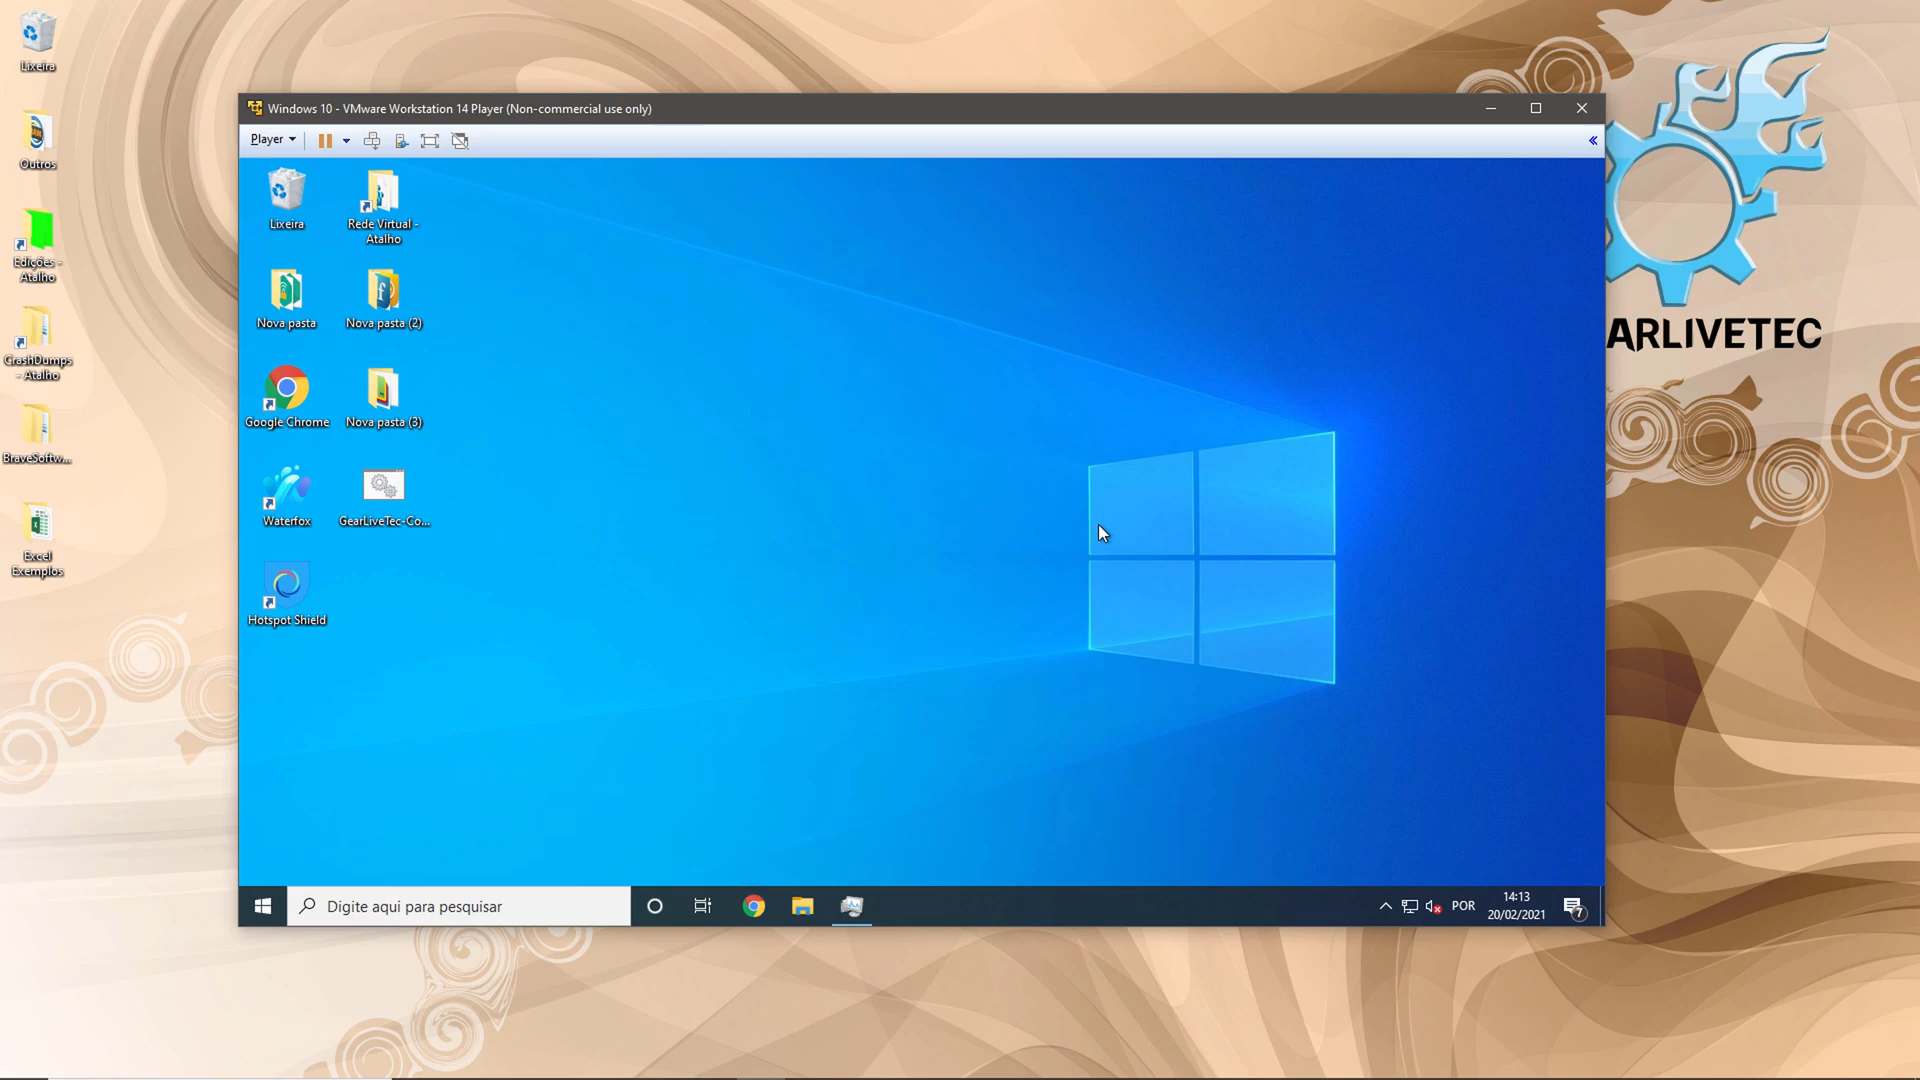 Lixeira
Outros
Edições -
Atalho
CrashDumps
- Atalho
BraveSoftw...
Excel
Exemplos
Windows 10 - VMware Workstation 14 Player (Non-commercial use only)
Player
Lixeira
Rede Virtual -
Atalho
Nova pasta
Nova pasta (2)
Google Chrome
Nova pasta (3)
Waterfox
GearLiveTec-Co...
Hotspot Shield
Digite aqui para pesquisar
POR
14:13
20/02/2021
7
ARLIVETEC